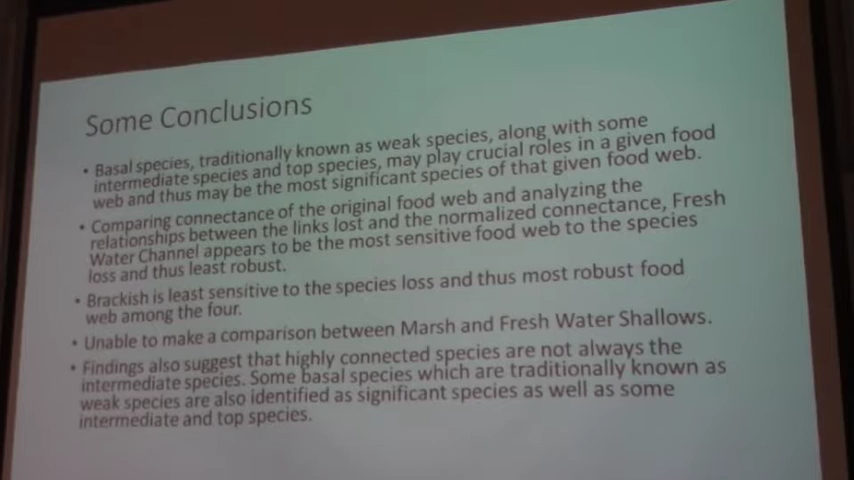 Some Conclusions
• Basal species, traditionally known as weak species, along with some
intermediate species and top species, may play crucial roles in a given food
web and thus may be the most significant species of that given food web.
• Comparing connectance of the original food web and analyzing the
relationships between the links lost and the normalized connectance, Fresh
Water Channel appears to be the most sensitive food web to the species
loss and thus least robust.
• Brackish is least sensitive to the species loss and thus most robust food
web among the four.
• Unable to make a comparison between Marsh and Fresh Water Shallows.
• Findings also suggest that highly connected species are not always the
intermediate species. Some basal species which are traditionally known as
weak species are also identified as significant species as well as some
intermediate and top species.